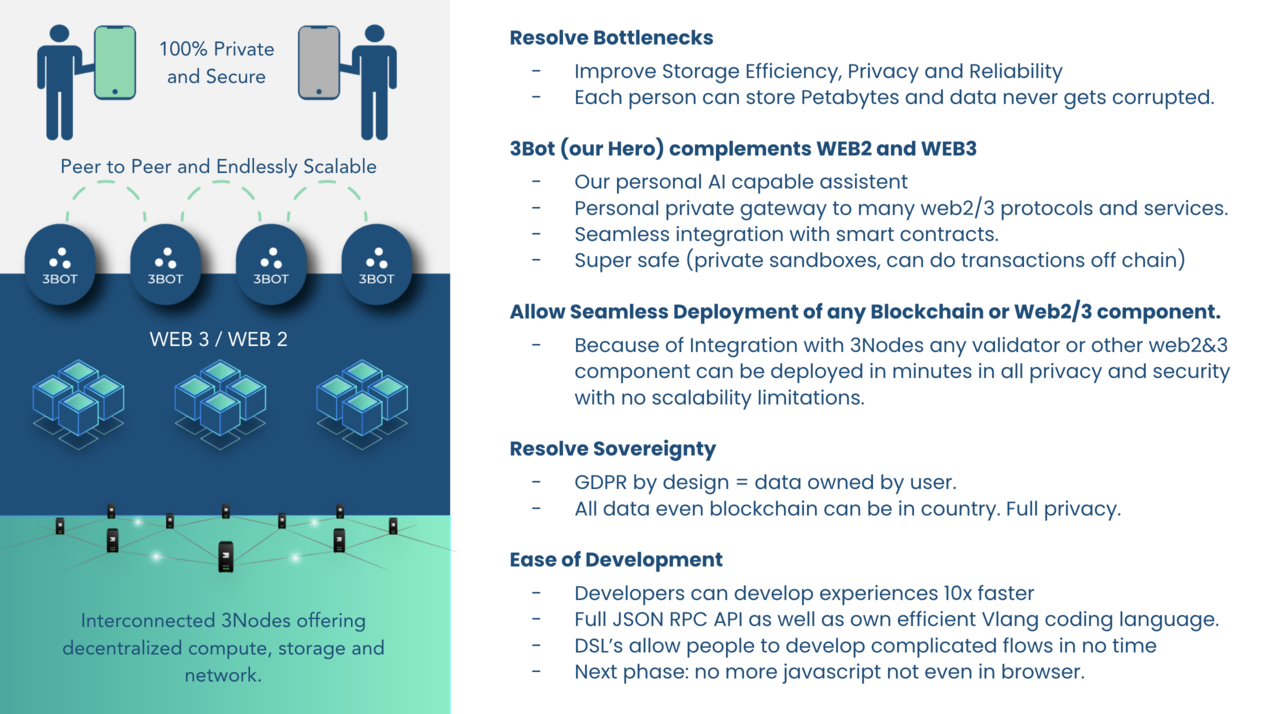 100% Private
and Secure
Peer to Peer and Endlessly Scalable
3BOT
3BOT
3BOT
3BOT
WEB 3 / WEB 2
Interconnected 3Nodes offering
decentralized compute, storage and
network.
Resolve Bottlenecks
- Improve Storage Efficiency, Privacy and Reliability
- Each person can store Petabytes and data never gets corrupted.
3Bot (our Hero) complements WEB2 and WEB3
- Our personal AI capable assistent
- Personal private gateway to many web2/3 protocols and services.
- Seamless integration with smart contracts.
- Super safe (private sandboxes, can do transactions off chain)
Allow Seamless Deployment of any Blockchain or Web2/3 component.
- Because of Integration with 3Nodes any validator or other web2&3
component can be deployed in minutes in all privacy and security
with no scalability limitations.
Resolve Sovereignty
- GDPR by design = data owned by user.
- All data even blockchain can be in country. Full privacy.
Ease of Development
- Developers can develop experiences 10x faster
- Full JSON RPC API as well as own efficient Vlang coding language.
- DSL’s allow people to develop complicated flows in no time
- Next phase: no more javascript not even in browser.